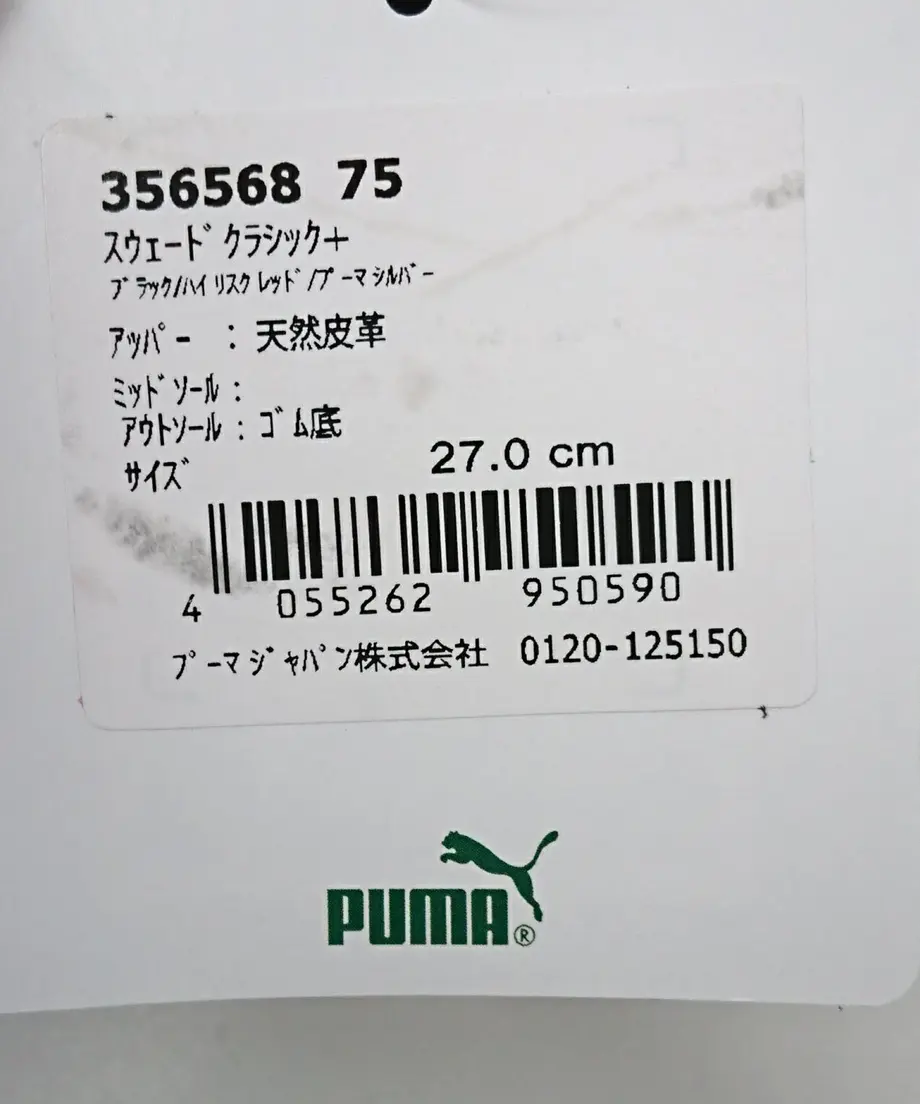 356568 75
スウェード クラシック+
ブラック/ハイ リスク レッド/プーマ シルバー
アッパー : 天然皮革
ミッドソール :
アウトソール : ゴム底
サイズ 27.0 cm
4 055262 950590
プーマ ジャパン株式会社 0120-125150
PUMA®